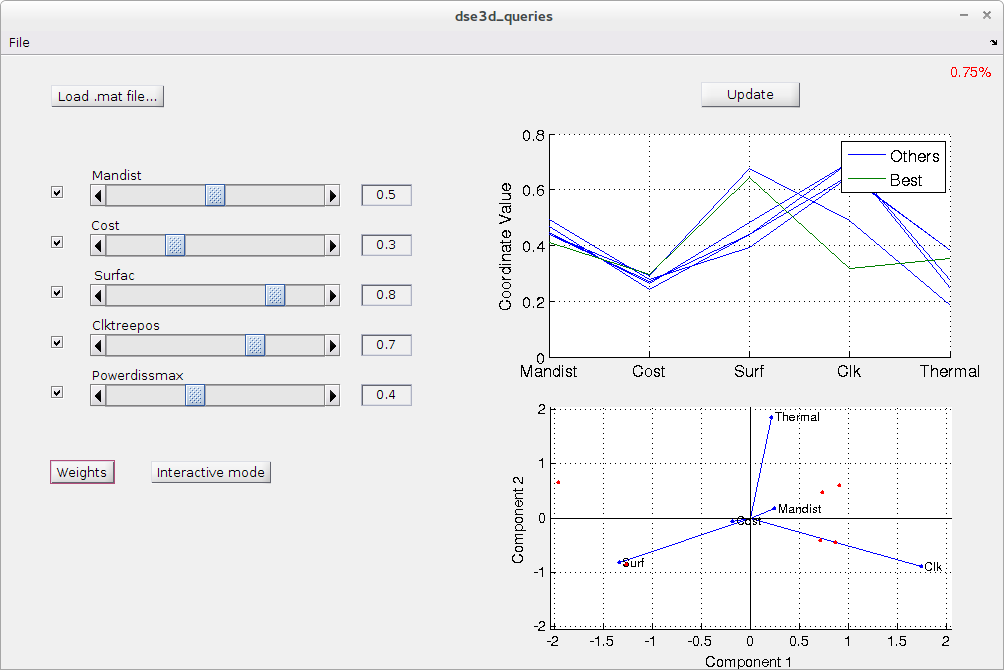 dse3d_queries
File
0.75%
Load .mat file...
Update
Mandist
0.5
Cost
0.3
Surfac
0.8
Clktreepos
0.7
Powerdissmax
0.4
Weights
Interactive mode
0.8
0.6
0.4
0.2
0
Coordinate Value
Others
Best
Mandist Cost Surf Clk Thermal
2
1
0
-1
-2
Component 2
Thermal
Mandist
Cost
Surf
Clk
-2 -1.5 -1 -0.5 0 0.5 1 1.5 2
Component 1